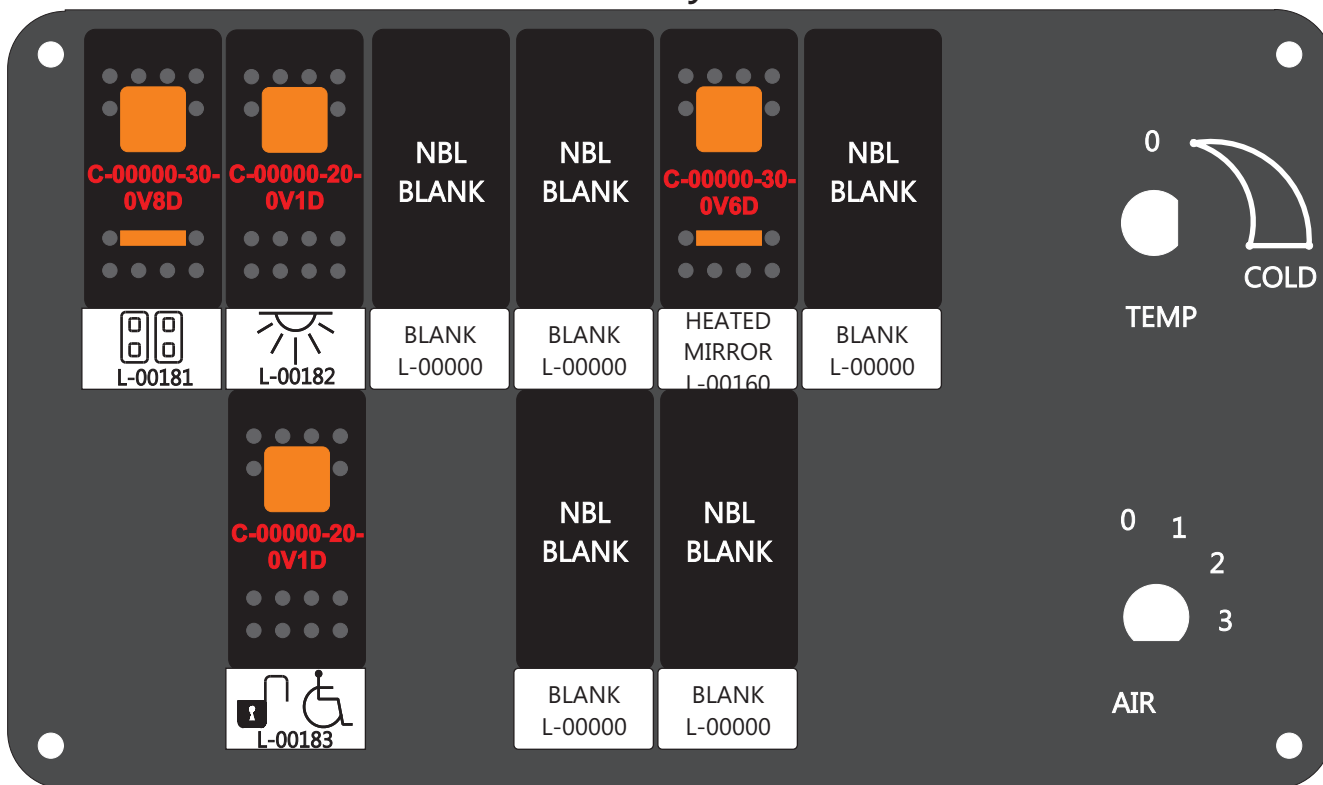 C-00000-30-
0V8D
C-00000-20-
0V1D
NBL
BLANK
NBL
BLANK
C-00000-30-
0V6D
NBL
BLANK
L-00181
L-00182
BLANK
L-00000
BLANK
L-00000
HEATED
MIRROR
L-00160
BLANK
L-00000
0
COLD
TEMP
C-00000-20-
0V1D
NBL
BLANK
NBL
BLANK
L-00183
BLANK
L-00000
BLANK
L-00000
0
1
2
3
AIR